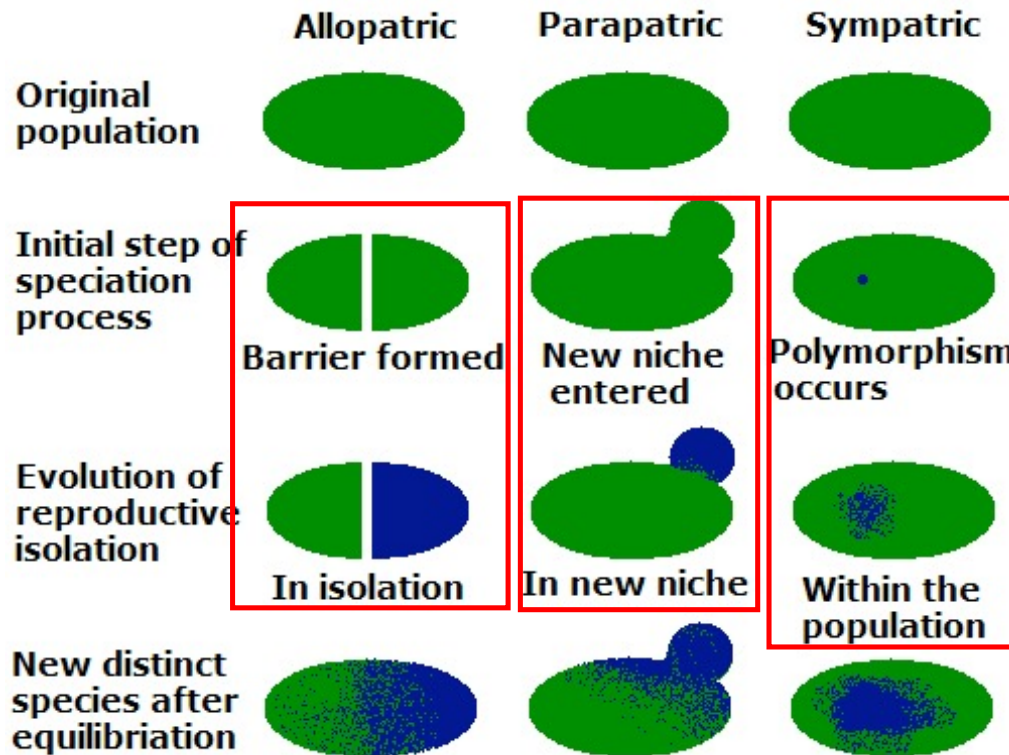 Allopatric Parapatric Sympatric
Original
population
Initial step of
speciation
process
Barrier formed
New niche
entered
Polymorphism
occurs
Evolution of
reproductive
isolation
In isolation
In new niche
Within the
population
New distinct
species after
equilibriation